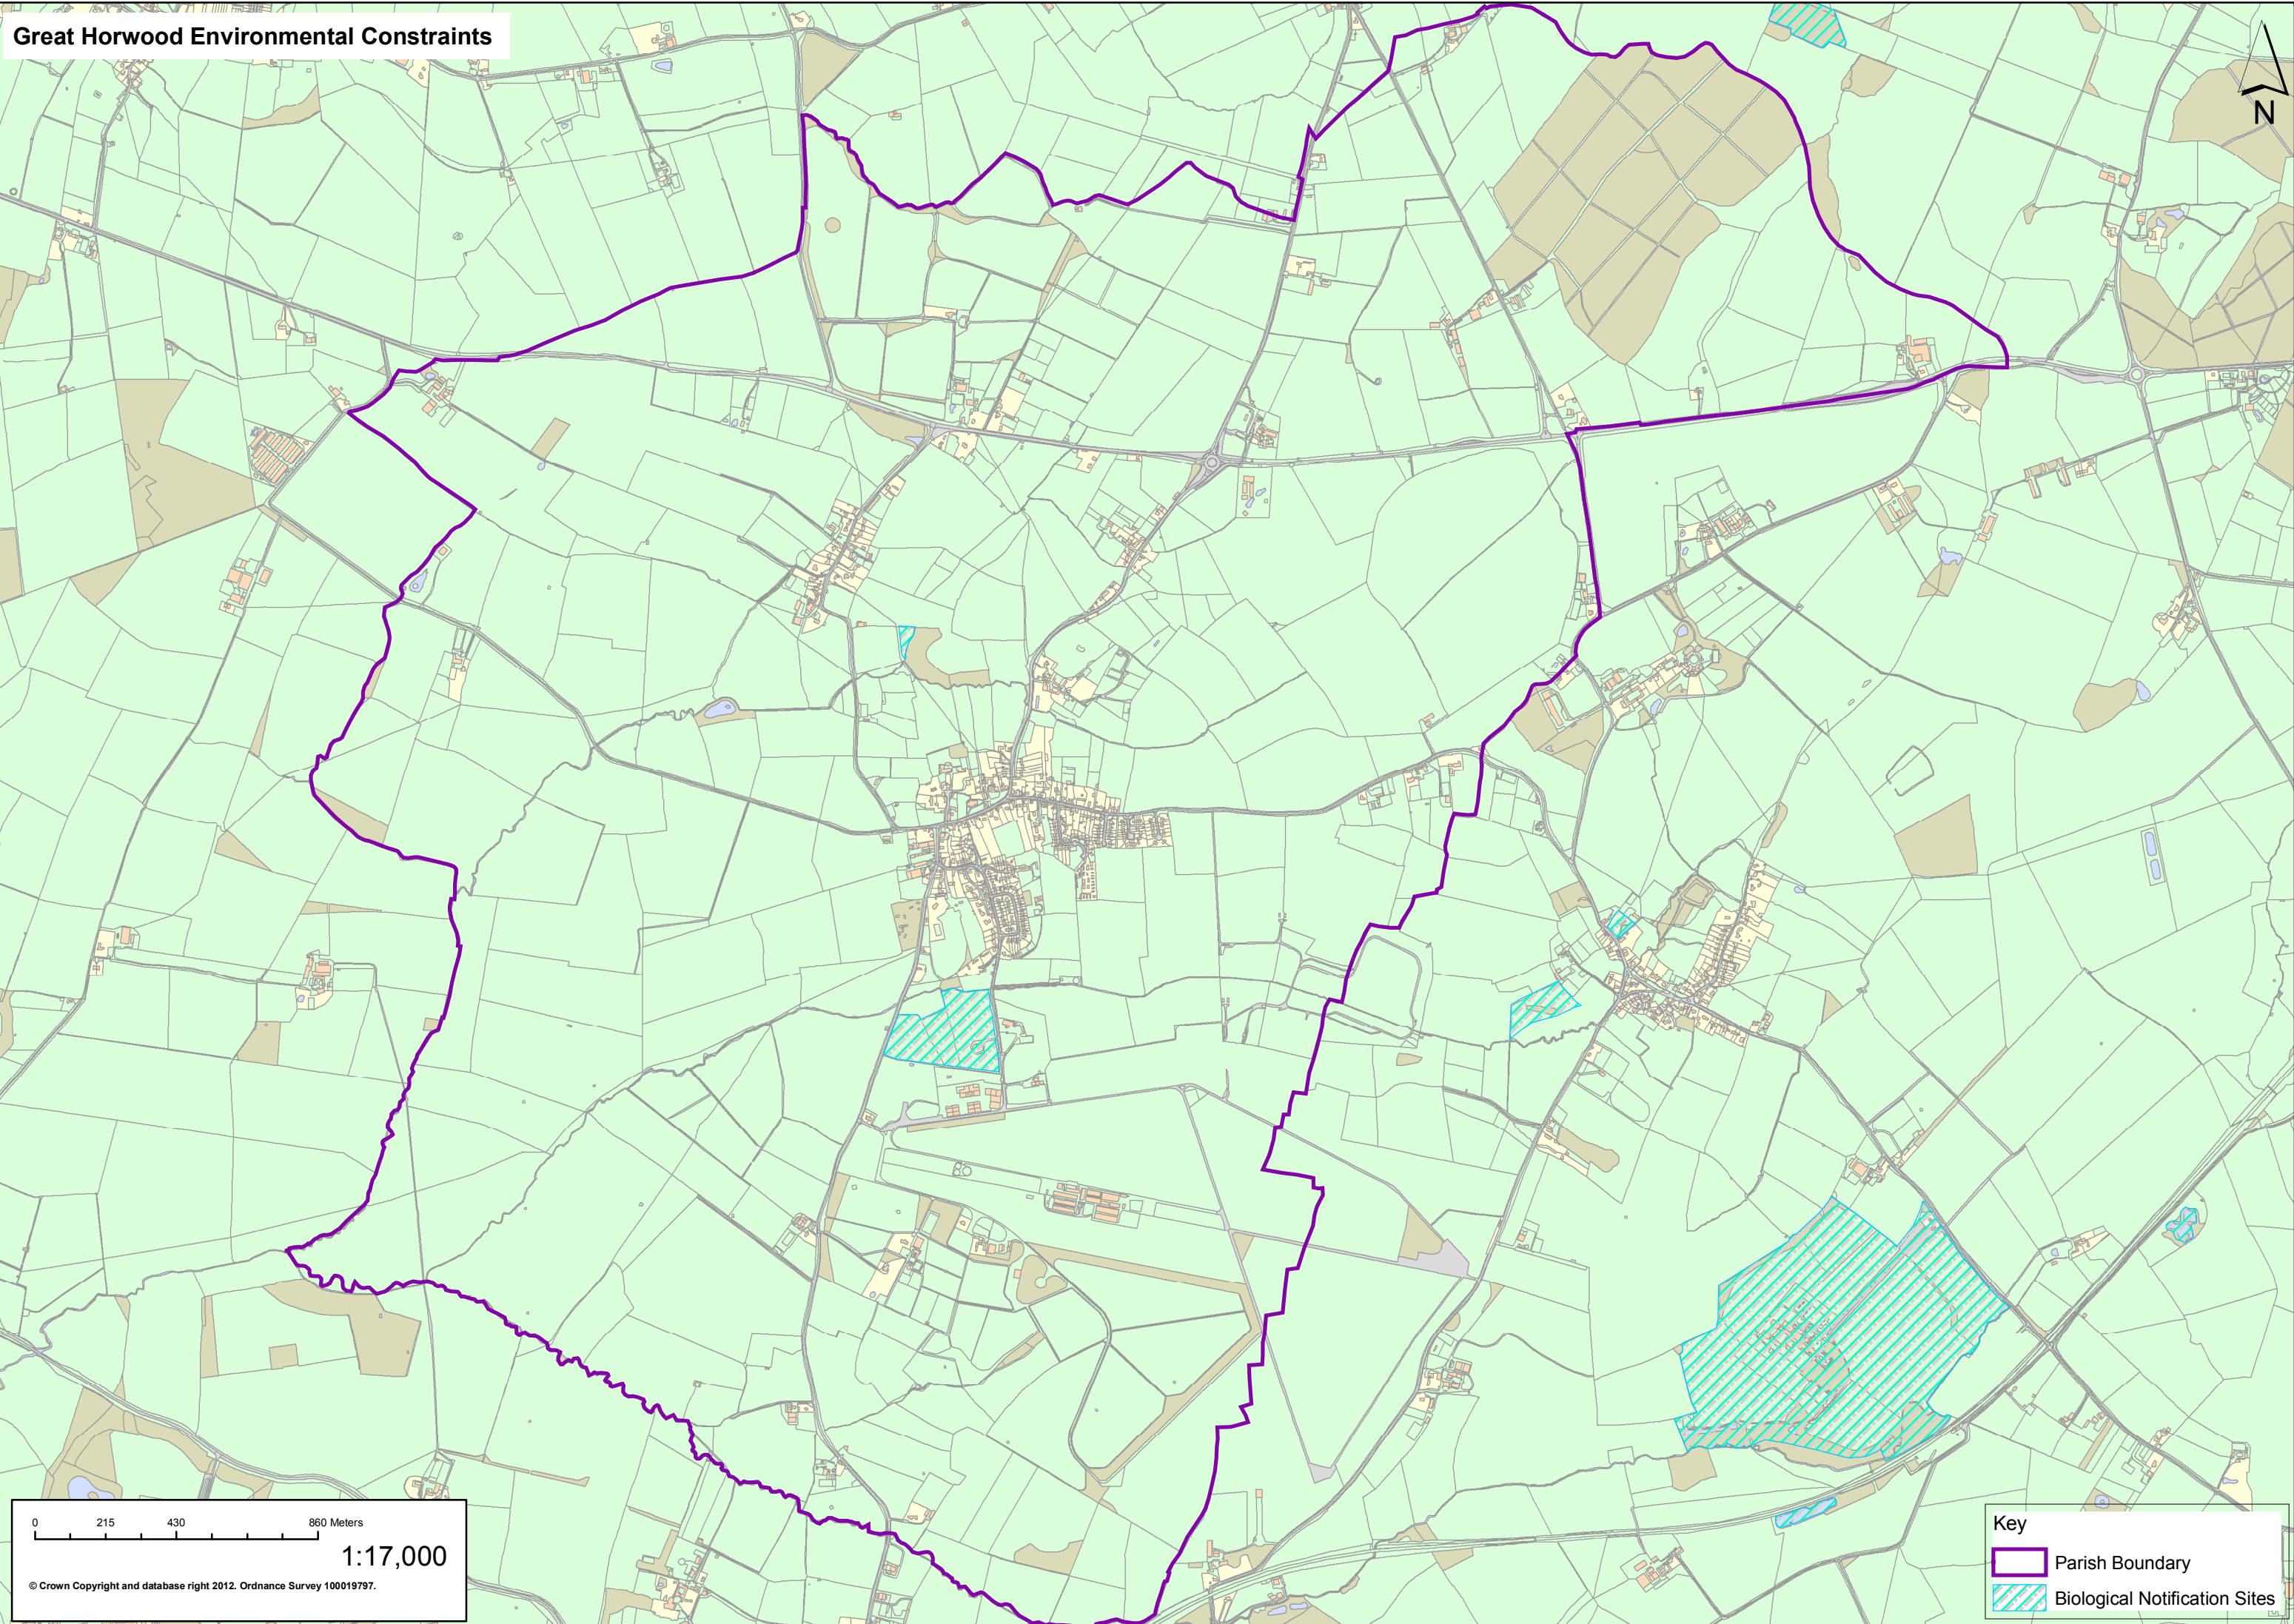 Great Horwood Environmental Constraints
N
0 215 430 860 Meters
1:17,000
© Crown Copyright and database right 2012. Ordnance Survey 100019797.
Key
Parish Boundary
Biological Notification Sites